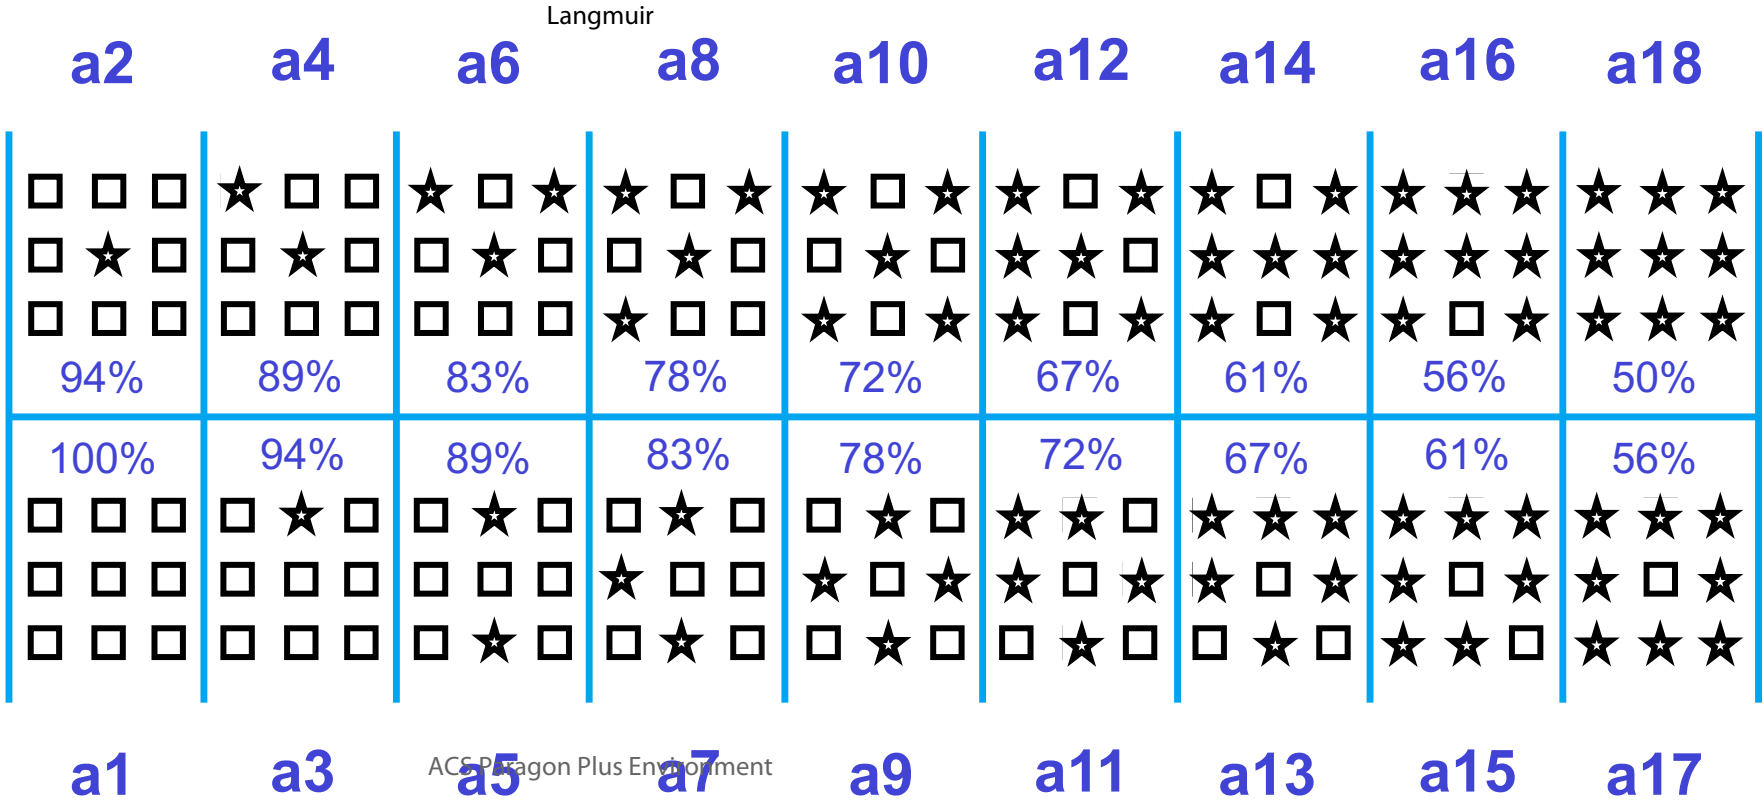 Langmuir
a2 a4 a6 a8 a10 a12 a14 a16 a18
94% 89% 83% 78% 72% 67% 61% 56% 50%
100% 94% 89% 83% 78% 72% 67% 61% 56%
a1 a3 a5 a7 a9 a11 a13 a15 a17
ACS Paragon Plus Environment